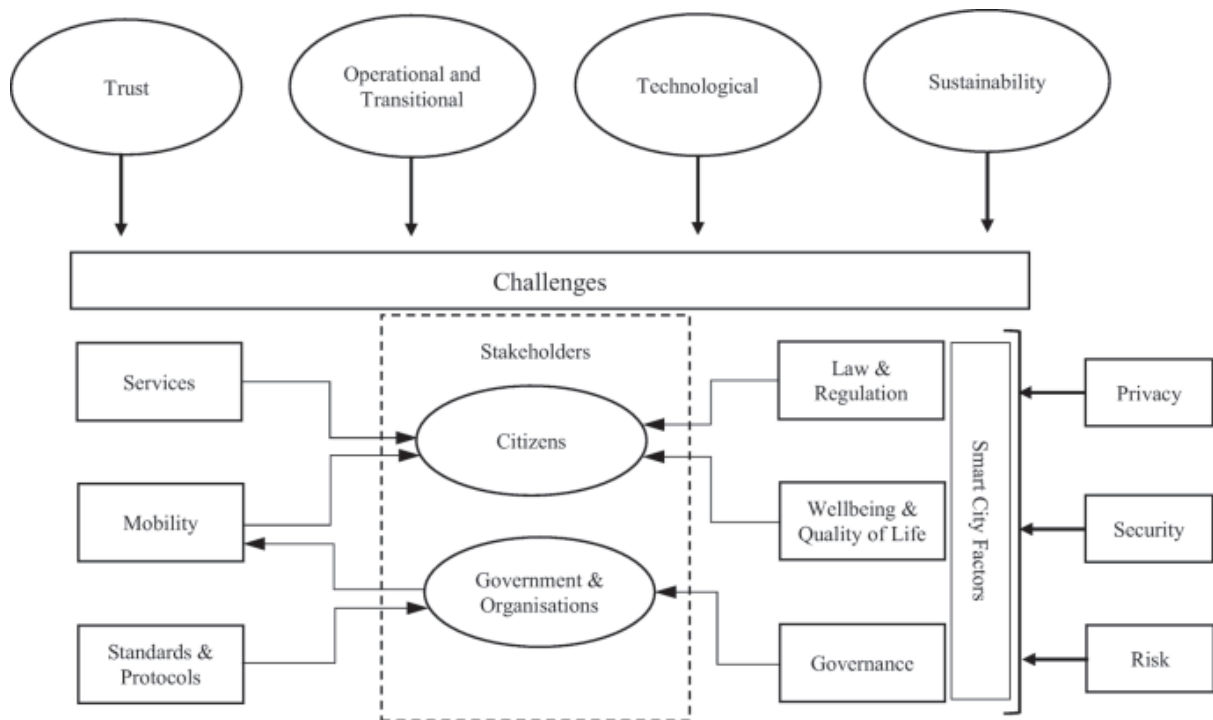 Trust
Operational and
Transitional
Technological
Sustainability
Challenges
Stakeholders
Services
Citizens
Law &
Regulation
Privacy
Mobility
Wellbeing &
Quality of Life
Security
Government &
Organisations
Standards &
Protocols
Governance
Smart City Factors
Risk